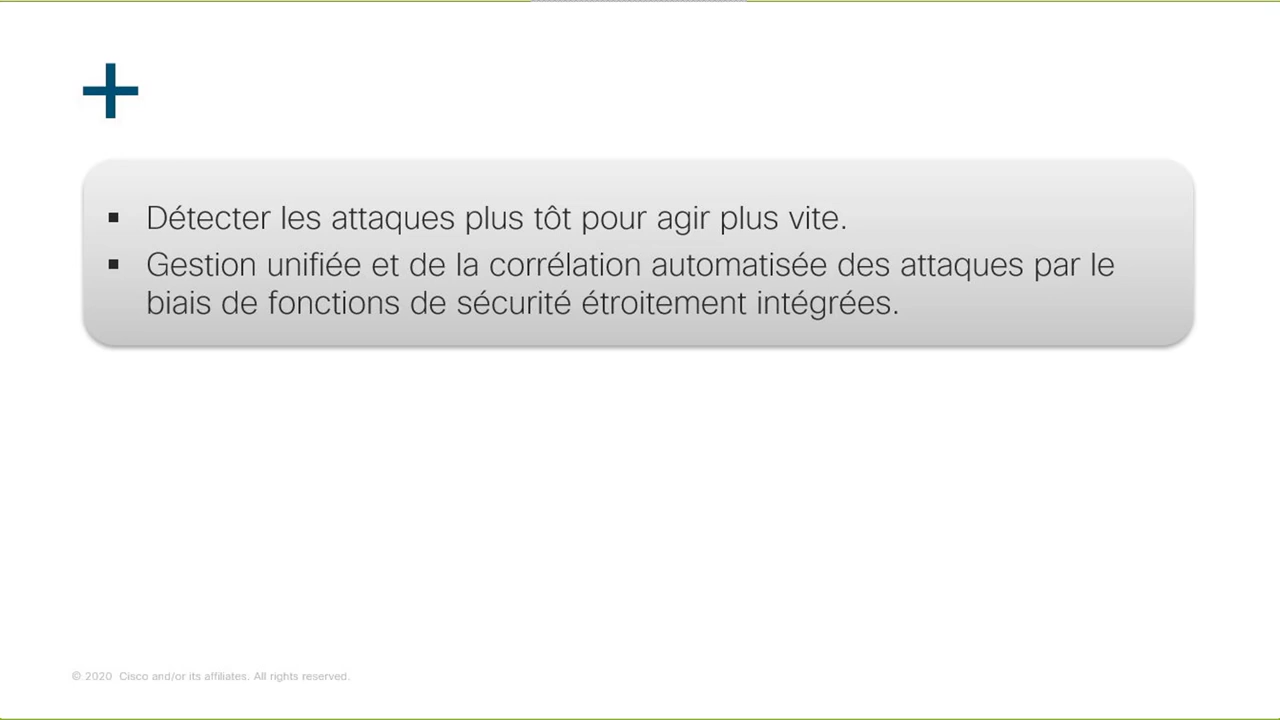 +
▪ Détecter les attaques plus tôt pour agir plus vite.
▪ Gestion unifiée et de la corrélation automatisée des attaques par le
biais de fonctions de sécurité étroitement intégrées.
© 2020 Cisco and/or its affiliates. All rights reserved.